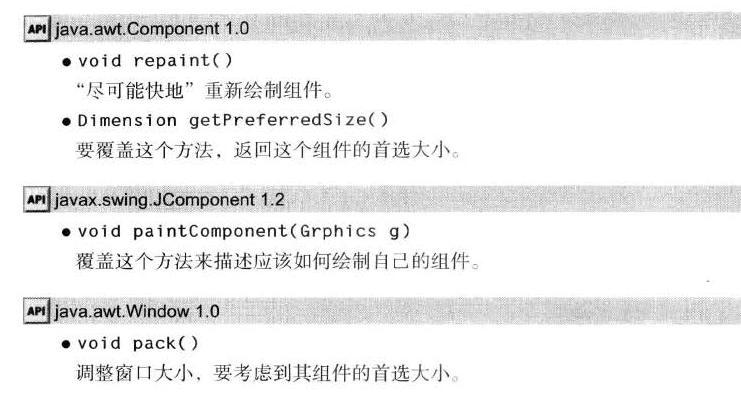 API java.awt.Component 1.0
● void repaint()
“尽可能快地”重新绘制组件。
● Dimension getPreferredSize()
要覆盖这个方法，返回这个组件的首选大小。
API javax.swing.JComponent 1.2
● void paintComponent(Grphics g)
覆盖这个方法来描述应该如何绘制自己的组件。
API java.awt.Window 1.0
● void pack()
调整窗口大小，要考虑到其组件的首选大小。